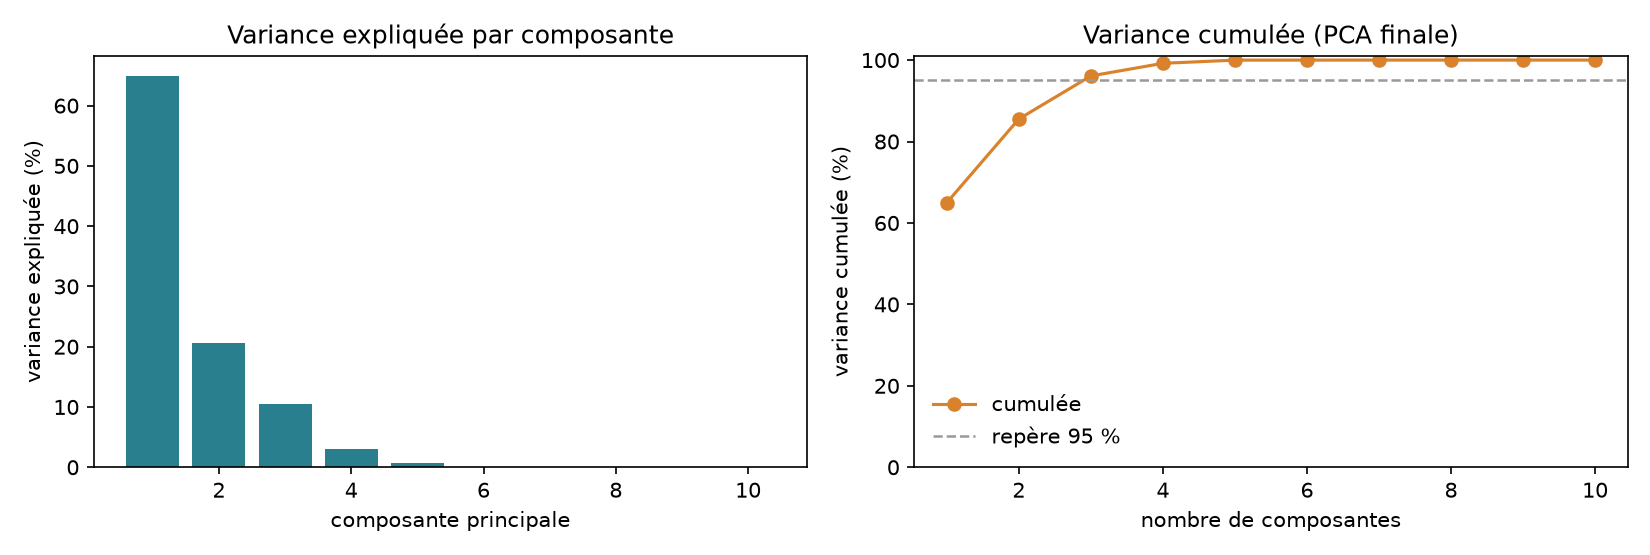 Variance expliquée par composante
variance expliquée (%)
60
50
40
30
20
10
0
2 4 6 8 10
composante principale
Variance cumulée (PCA finale)
variance cumulée (%)
100
80
60
40
20
0
cumulée
repère 95 %
2 4 6 8 10
nombre de composantes